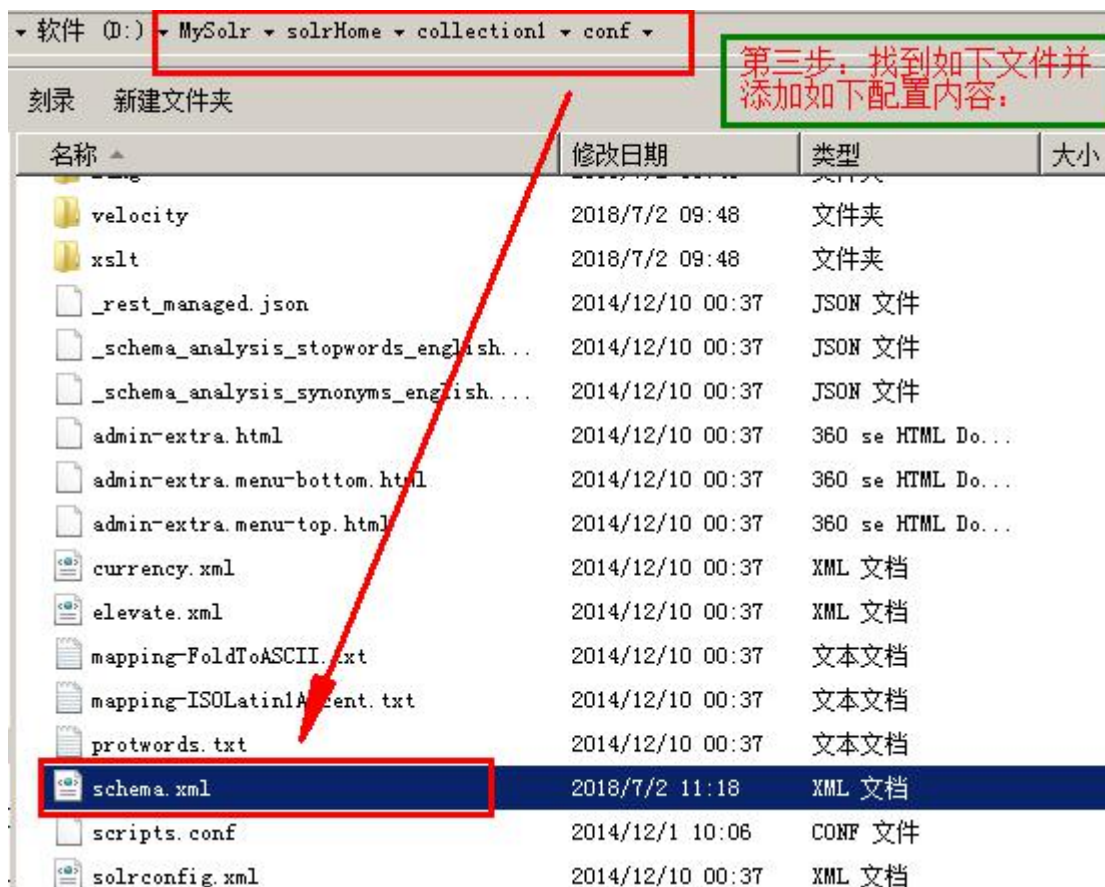 软件 (D:) MySolr solrHome collection1 conf
第三步：找到如下文件并
添加如下配置内容：
刻录 新建文件夹
名称 修改日期 类型 大小
velocity 2018/7/2 09:48 文件夹
xslt 2018/7/2 09:48 文件夹
_rest_managed.json 2014/12/10 00:37 JSON 文件
_schema_analysis_stopwords_english... 2014/12/10 00:37 JSON 文件
_schema_analysis_synonyms_english.... 2014/12/10 00:37 JSON 文件
admin-extra.html 2014/12/10 00:37 360 se HTML Do...
admin-extra.menu-bottom.html 2014/12/10 00:37 360 se HTML Do...
admin-extra.menu-top.html 2014/12/10 00:37 360 se HTML Do...
currency.xml 2014/12/10 00:37 XML 文档
elevate.xml 2014/12/10 00:37 XML 文档
mapping-FoldToASCII.txt 2014/12/10 00:37 文本文档
mapping-ISOLatin1Accent.txt 2014/12/10 00:37 文本文档
protwords.txt 2014/12/10 00:37 文本文档
schema.xml 2018/7/2 11:18 XML 文档
scripts.conf 2014/12/1 10:06 CONF 文件
solrconfig.xml 2014/12/10 00:37 XML 文档